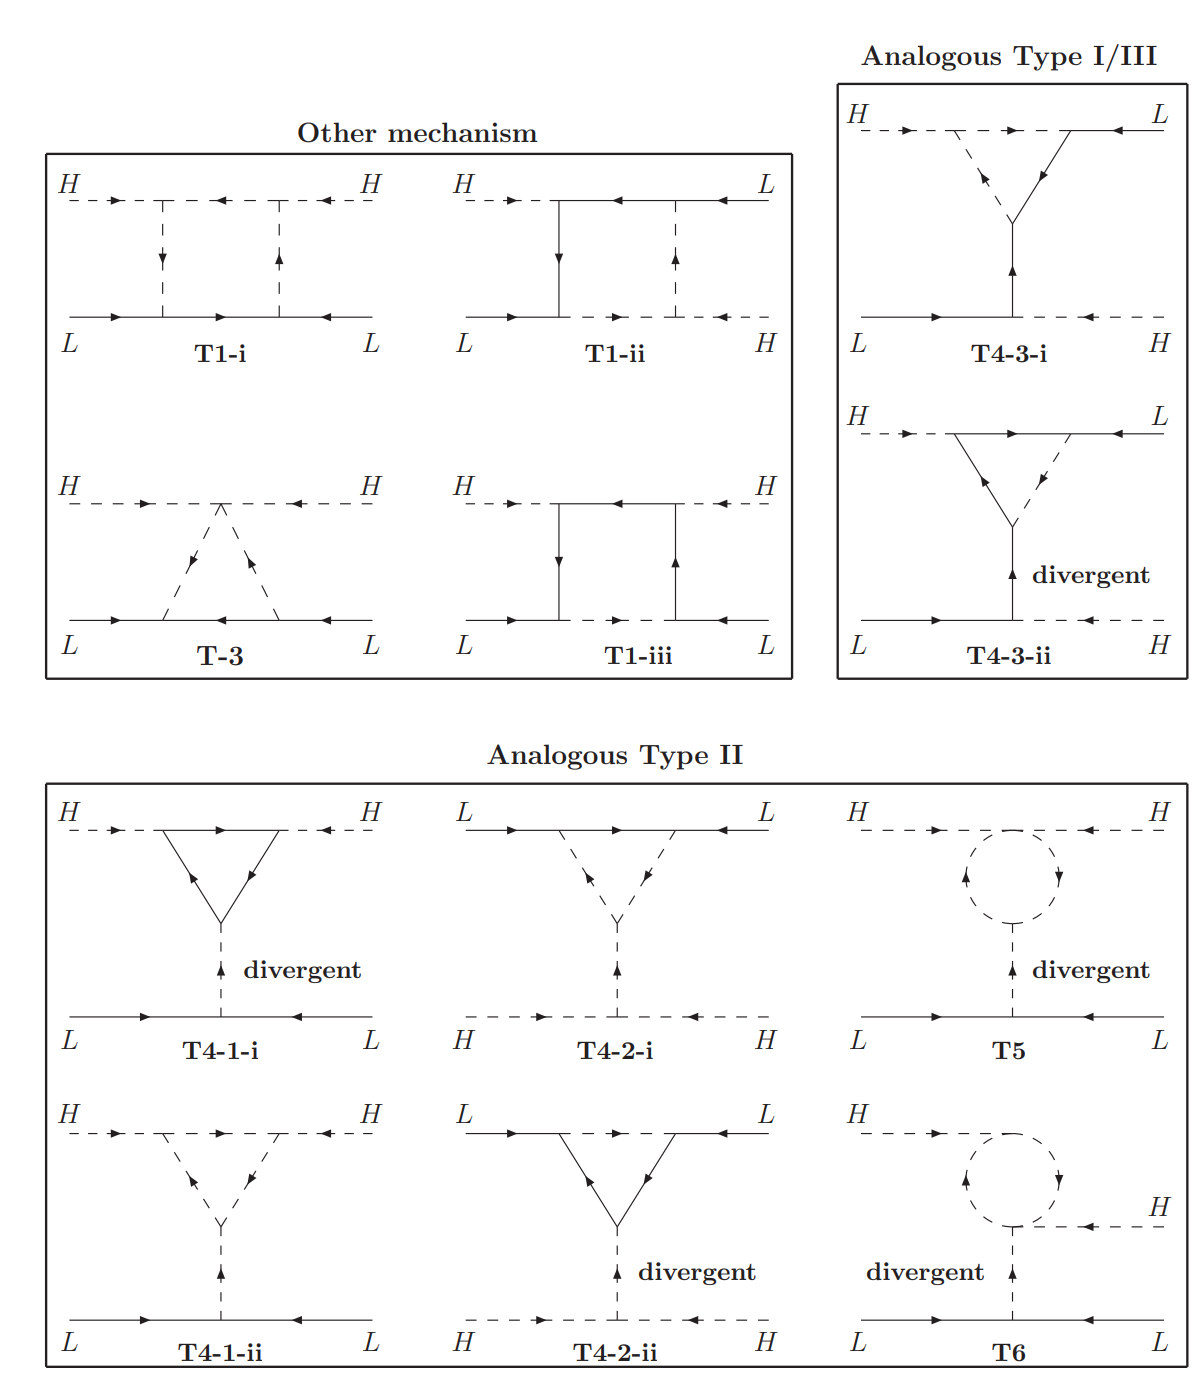 Analogous Type I/III
Other mechanism
H H H L H L
L L L H L H
T1-i T1-ii T4-3-i
H L
H H H H
divergent
L L L L L H
T-3 T1-iii T4-3-ii
Analogous Type II
H H L L H H
divergent divergent
L L H H L L
T4-1-i T4-2-i T5
H H L L H
H
divergent divergent
L L H H L L
T4-1-ii T4-2-ii T6